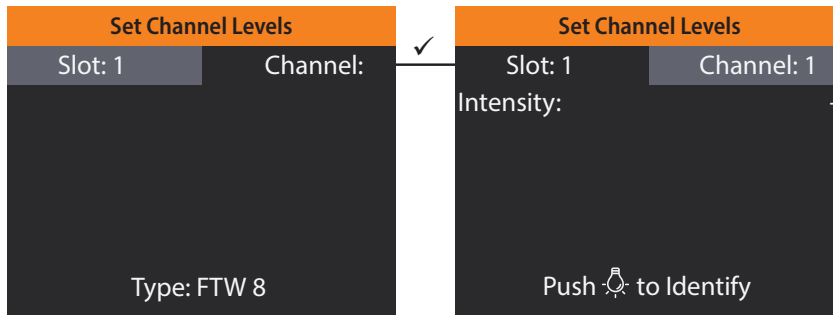 Set Channel Levels
Slot: 1 Channel:
Type: FTW 8
✓
Set Channel Levels
Slot: 1 Channel: 1
Intensity: -
Push to Identify